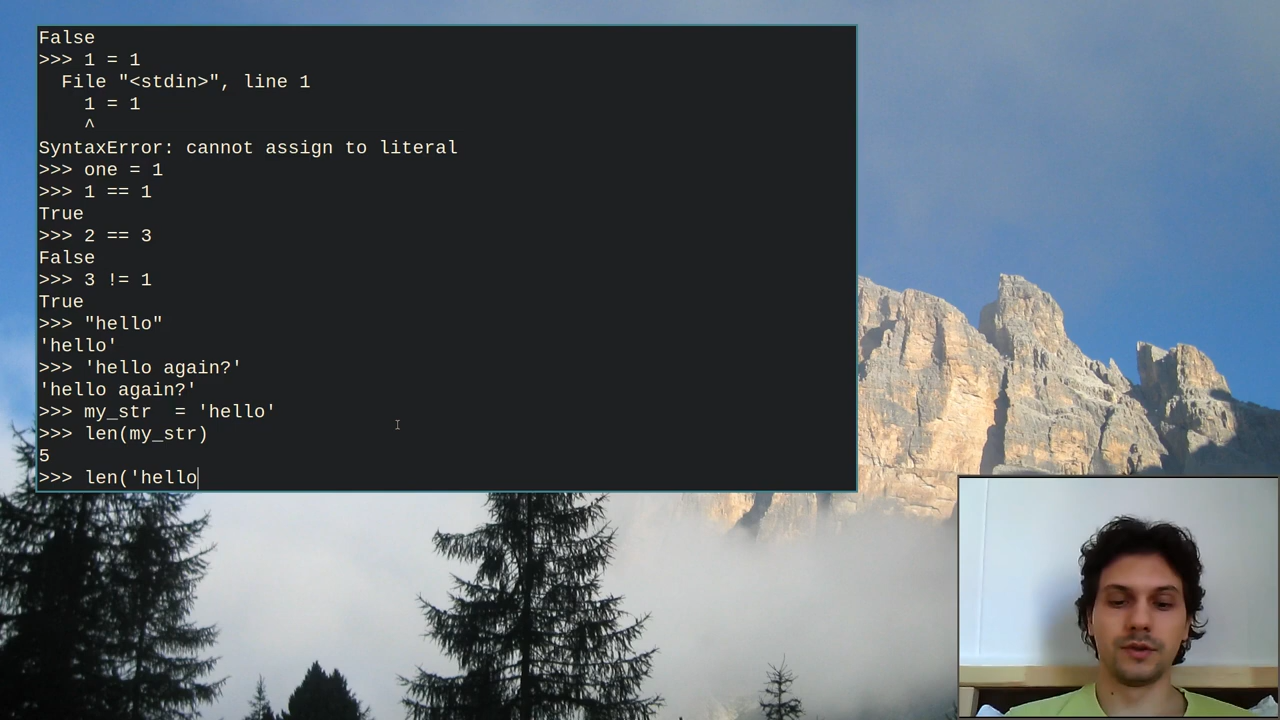 False
>>> 1 = 1
  File "<stdin>", line 1
    1 = 1
    ^
SyntaxError: cannot assign to literal
>>> one = 1
>>> 1 == 1
True
>>> 2 == 3
False
>>> 3 != 1
True
>>> "hello"
'hello'
>>> 'hello again?'
'hello again?'
>>> my_str  = 'hello'
>>> len(my_str)
5
>>> len('hello